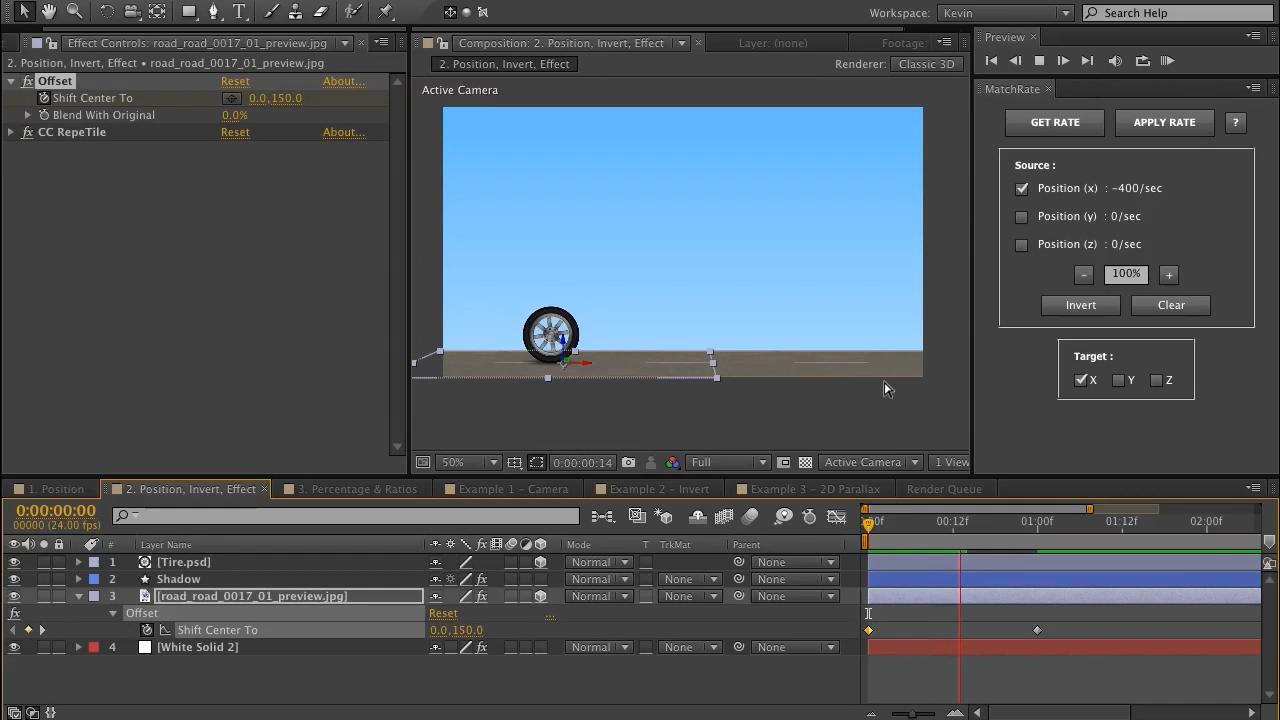 Workspace: Kevin
Search Help
Effect Controls: road_road_0017_01_preview.jpg
Composition: 2. Position, Invert, Effect
Layer: (none)
Footage:
Preview
2. Position, Invert, Effect • road_road_0017_01_preview.jpg
2. Position, Invert, Effect
Renderer: Classic 3D
fx Offset Reset About...
Shift Center To 0.0,150.0
Blend With Original 0.0%
fx CC RepeTile Reset About...
Active Camera
MatchRate
GET RATE APPLY RATE ?
Source :
Position (x) : -400/sec
Position (y) : 0/sec
Position (z) : 0/sec
- 100% +
Invert Clear
Target :
X Y Z
50% 0:00:00:14 Full Active Camera 1 View
1. Position
2. Position, Invert, Effect
3. Percentage & Ratios
Example 1 - Camera
Example 2 - Invert
Example 3 - 2D Parallax
Render Queue
0:00:00:00
00000 (24.00 fps)
00f 00:12f 01:00f 01:12f 02:00f
# Layer Name fx Mode T TrkMat Parent
1 [Tire.psd] Normal None
2 Shadow fx Normal None None
3 [road_road_0017_01_preview.jpg] fx Normal None None
fx Offset Reset ...
Shift Center To 0.0,150.0
4 [White Solid 2] fx Normal None None